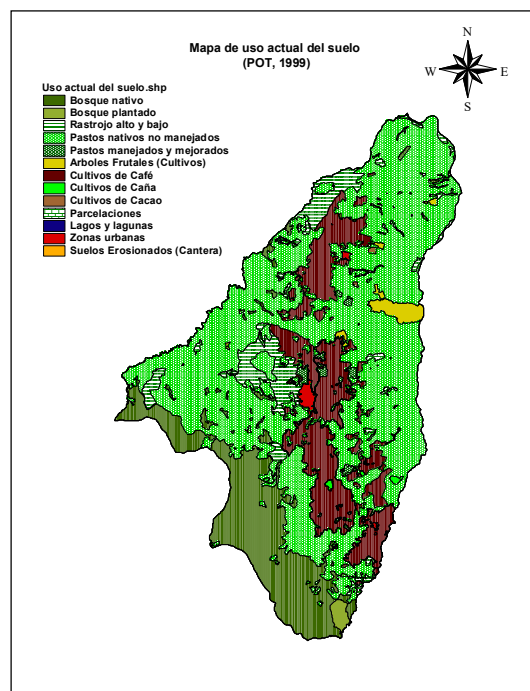 Mapa de uso actual del suelo
(POT, 1999)
N
W
E
S
Uso actual del suelo.shp
Bosque nativo
Bosque plantado
Rastrojo alto y bajo
Pastos nativos no manejados
Pastos manejados y mejorados
Arboles Frutales (Cultivos)
Cultivos de Café
Cultivos de Caña
Cultivos de Cacao
Parcelaciones
Lagos y lagunas
Zonas urbanas
Suelos Erosionados (Cantera)